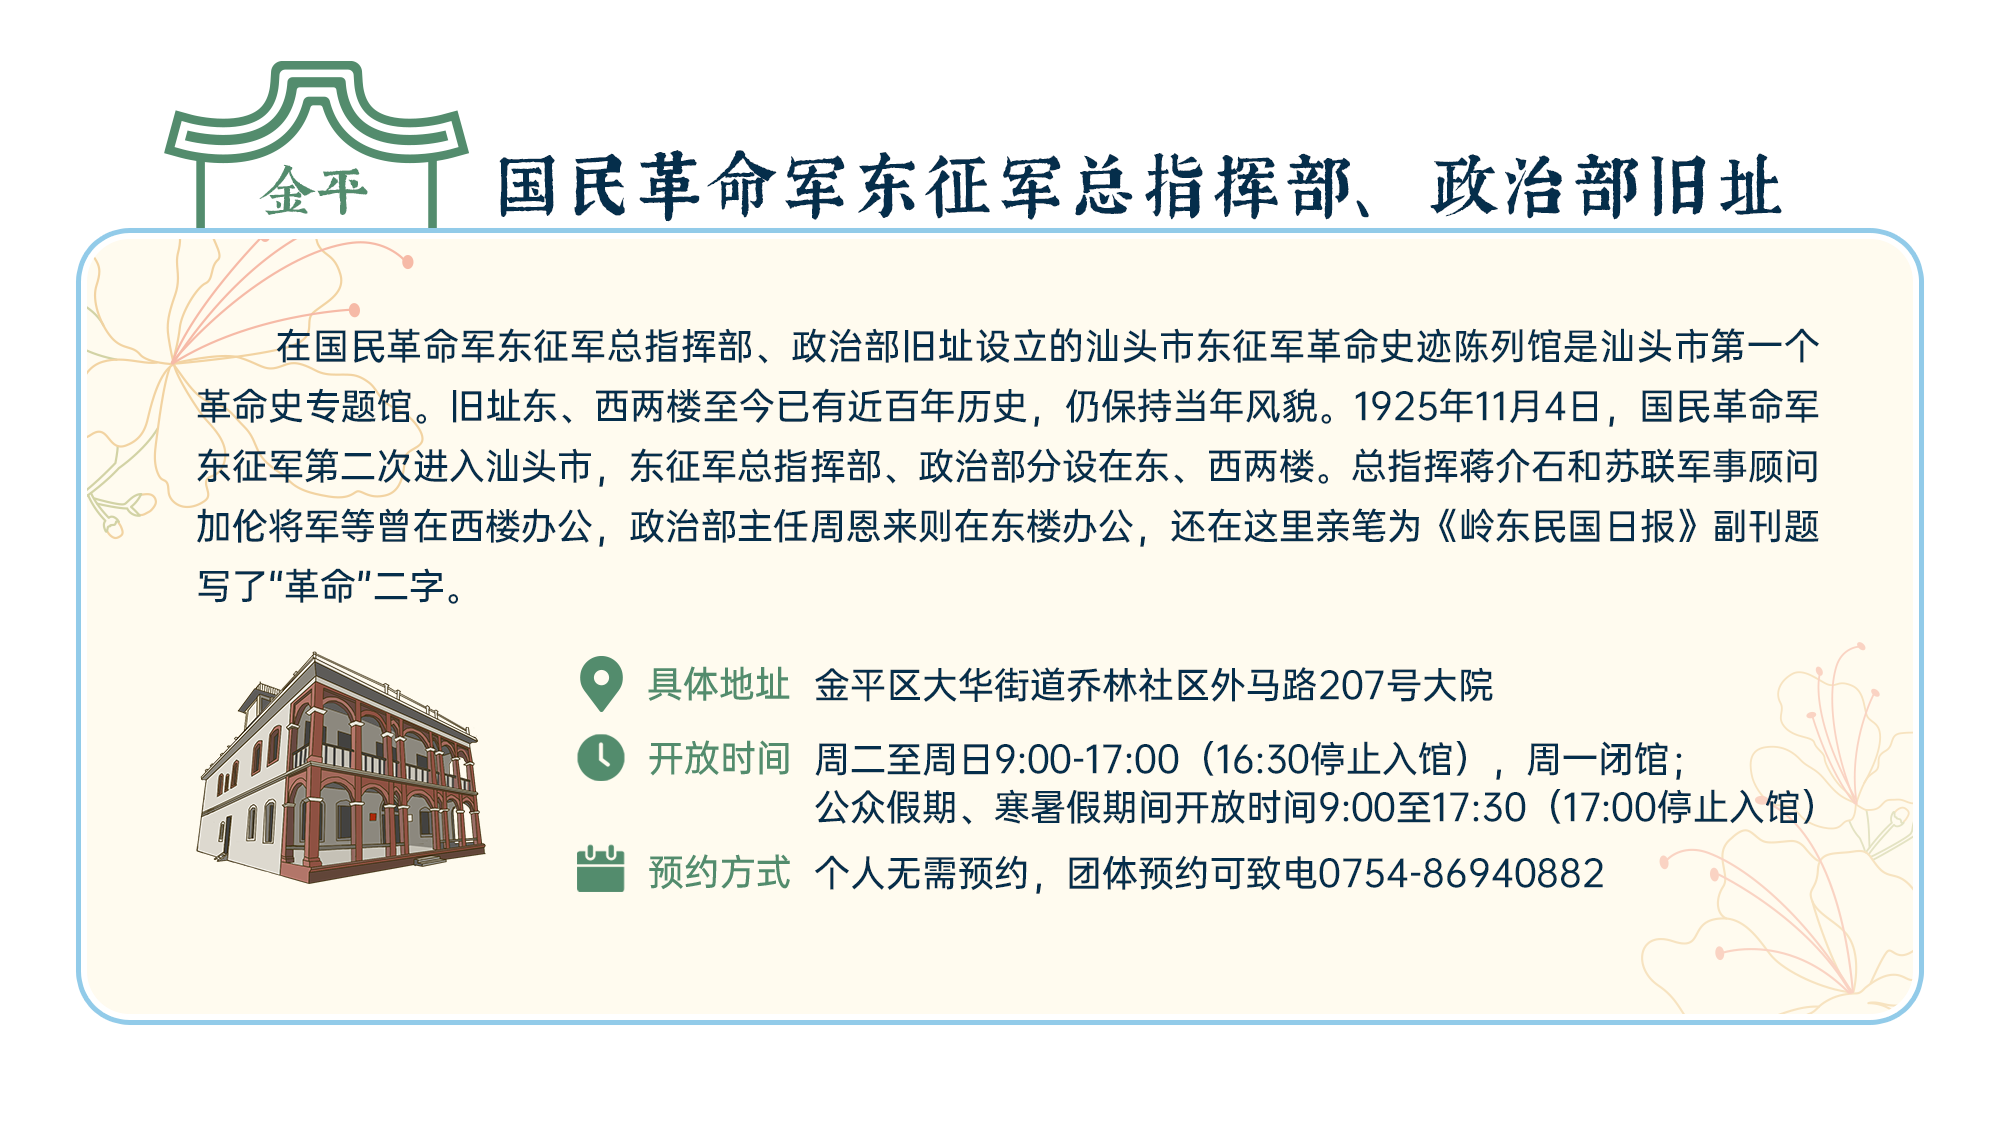 金平
国民革命军东征军总指挥部、政治部旧址
在国民革命军东征军总指挥部、政治部旧址设立的汕头市东征军革命史迹陈列馆是汕头市第一个
革命史专题馆。旧址东、西两楼至今已有近百年历史，仍保持当年风貌。1925年11月4日，国民革命军
东征军第二次进入汕头市，东征军总指挥部、政治部分设在东、西两楼。总指挥蒋介石和苏联军事顾问
加伦将军等曾在西楼办公，政治部主任周恩来则在东楼办公，还在这里亲笔为《岭东民国日报》副刊题
写了“革命”二字。
具体地址 金平区大华街道乔林社区外马路207号大院
开放时间 周二至周日9:00-17:00（16:30停止入馆），周一闭馆；
公众假期、寒暑假期间开放时间9:00至17:30（17:00停止入馆）
预约方式 个人无需预约，团体预约可致电0754-86940882